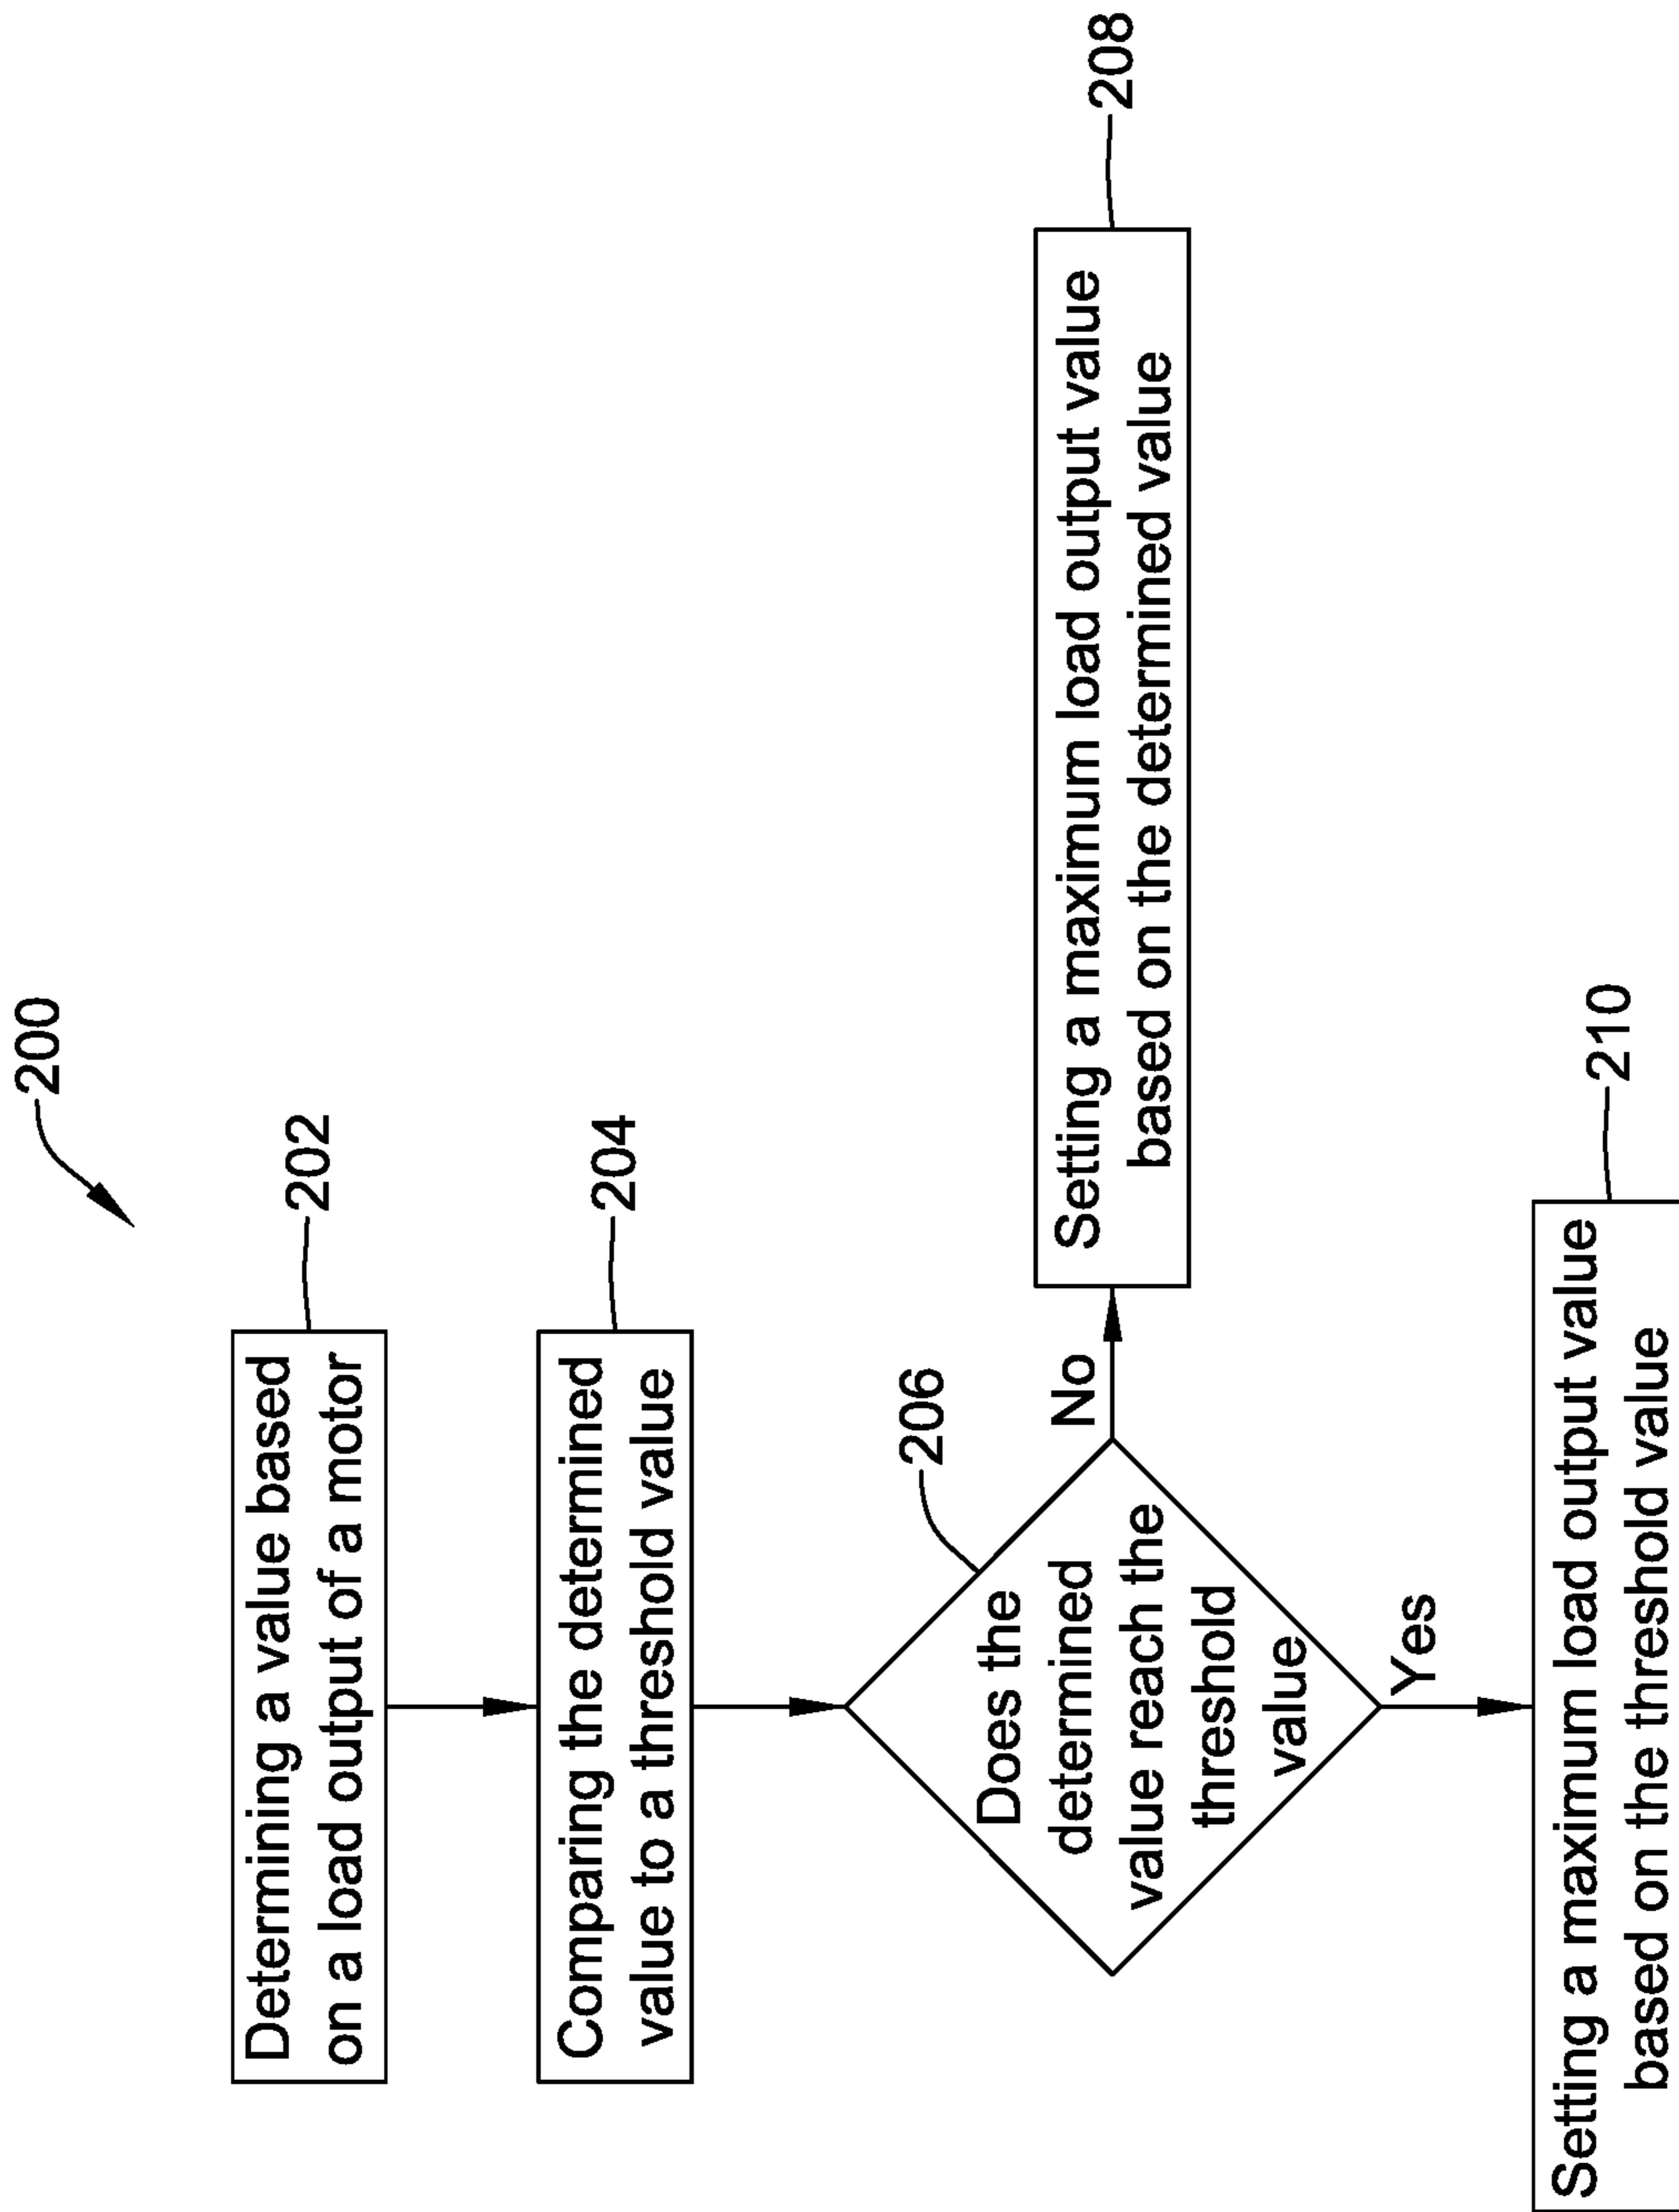 200
Determining a value based
on a load output of a motor
202
Comparing the determined
value to a threshold value
204
206
Does the
determined
value reach the
threshold
value
No
Setting a maximum load output value
based on the determined value
208
Yes
Setting a maximum load output value
based on the threshold value
210